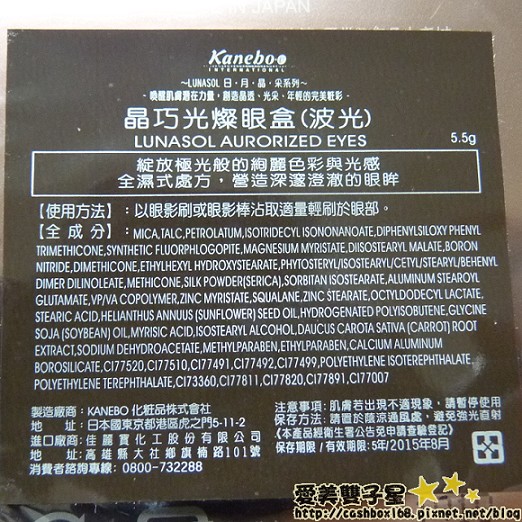 IN JAPAN
Kanebo
INTERNATIONAL
～LUNASOL 日・月・晶・采系列～
喚醒肌膚潛在力量，創造晶透、光采、年輕的完美粧彩。
晶巧光燦眼盒(波光)
LUNASOL AURORIZED EYES
5.5g
綻放極光般的絢麗色彩與光感
全濕式處方，營造深邃澄澈的眼眸
【使用方法】：以眼影刷或眼影棒沾取適量輕刷於眼部。
【全 成 分】：MICA,TALC,PETROLATUM,ISOTRIDECYL ISONONANOATE,DIPHENYLSILOXY PHENYL
TRIMETHICONE,SYNTHETIC FLUORPHLOGOPITE,MAGNESIUM MYRISTATE,DIISOSTEARYL MALATE,BORON
NITRIDE,DIMETHICONE,ETHYLHEXYL HYDROXYSTEARATE,PHYTOSTERYL/ISOSTEARYL/CETYL/STEARYL/BEHENYL
DIMER DILINOLEATE,METHICONE,SILK POWDER(SERICA),SORBITAN ISOSTEARATE,ALUMINUM STEAROYL
GLUTAMATE,VP/VA COPOLYMER,ZINC MYRISTATE,SQUALANE,ZINC STEARATE,OCTYLDODECYL LACTATE,
STEARIC ACID,HELIANTHUS ANNUUS (SUNFLOWER) SEED OIL,HYDROGENATED POLYISOBUTENE,GLYCINE
SOJA (SOYBEAN) OIL,MYRISIC ACID,ISOSTEARYL ALCOHOL,DAUCUS CAROTA SATIVA (CARROT) ROOT
EXTRACT,SODIUM DEHYDROACETATE,METHYLPARABEN,ETHYLPARABEN,CALCIUM ALUMINUM
BOROSILICATE,CI77520,CI77510,CI77491,CI77492,CI77499,POLYETHYLENE ISOTEREPHTHALATE,
POLYETHYLENE TEREPHTHALATE,CI73360,CI77811,CI77820,CI77891,CI77007
製造廠商：KANEBO 化粧品株式會社
地　　址：日本國東京都港區虎之門5-11-2
進口廠商：佳麗寶化工股份有限公司
地　　址：高雄縣大社鄉旗楠路101號
消費者諮詢專線：0800-732288
注意事項：肌膚若出現不適現象，請暫停使用
保存方法：請置於蔭涼通風處，避免強光直射
《本產品經衛生署公告免申請查驗登記》
保存期限／有效期限：5年/2015年8月
愛美雙子星
http://cashbox168.pixnet.net/blog